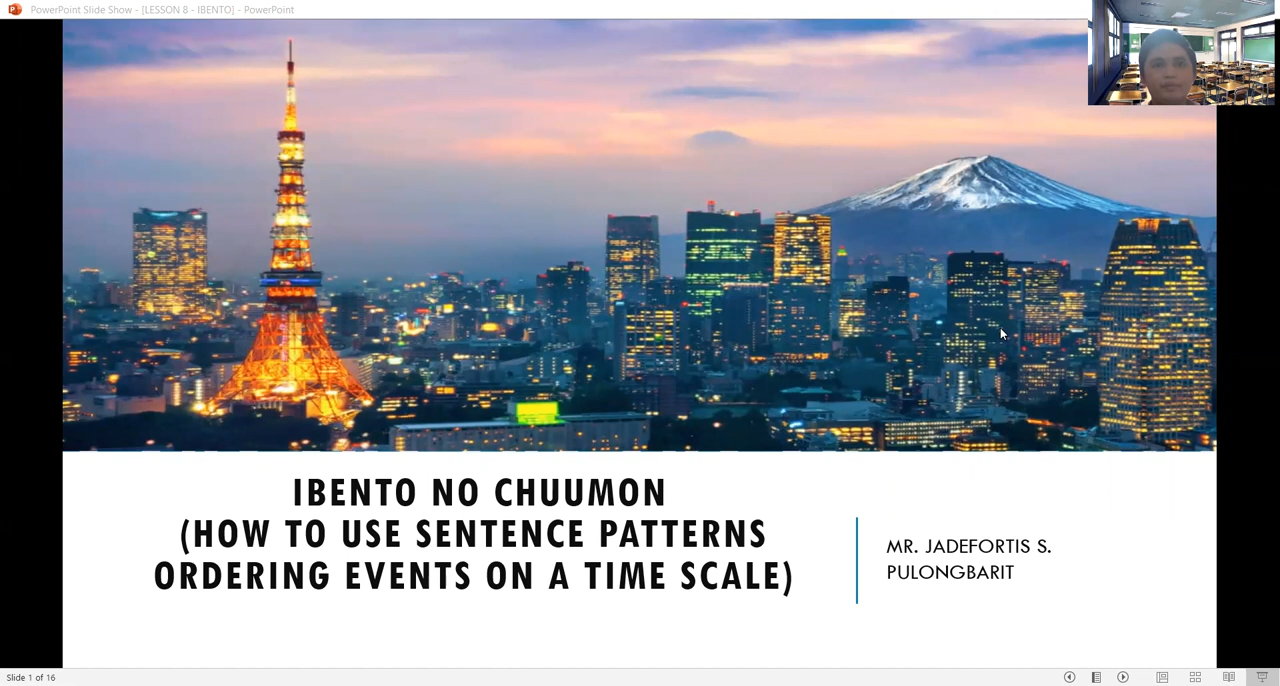 PowerPoint Slide Show - [LESSON 8 - IBENTO] - PowerPoint
IBENTO NO CHUUMON
(HOW TO USE SENTENCE PATTERNS
ORDERING EVENTS ON A TIME SCALE)
MR. JADEFORTIS S.
PULONGBARIT
Slide 1 of 16